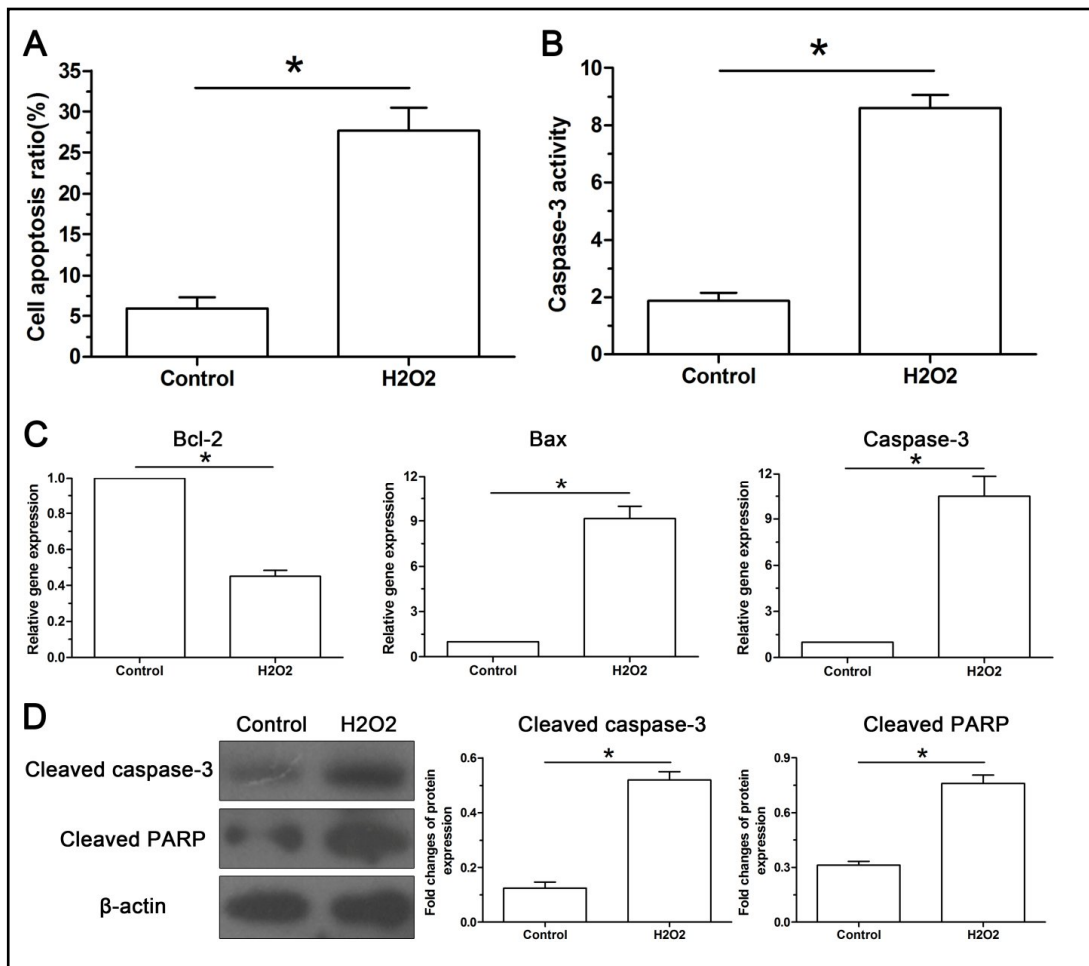 A
Cell apoptosis ratio(%)
35
30
25
20
15
10
5
0
*
Control
H2O2
B
Caspase-3 activity
10
8
6
4
2
0
*
Control
H2O2
C
Bcl-2
Relative gene expression
1.0
0.8
0.6
0.4
0.2
0.0
*
Control
H2O2
Bax
Relative gene expression
12
9
6
3
0
*
Control
H2O2
Caspase-3
Relative gene expression
12
9
6
3
0
*
Control
H2O2
D
Control
H2O2
Cleaved caspase-3
Cleaved PARP
β-actin
Cleaved caspase-3
Fold changes of protein
expression
0.6
0.4
0.2
0.0
*
Control
H2O2
Cleaved PARP
Fold changes of protein
expression
0.9
0.6
0.3
0.0
*
Control
H2O2